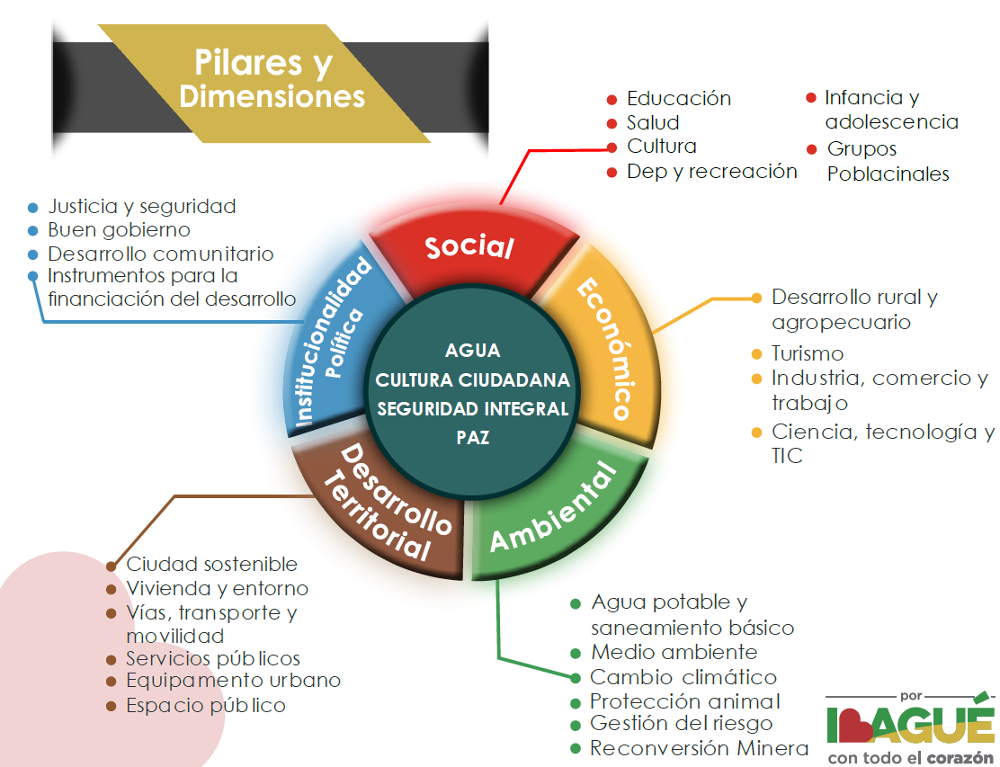 Pilares y
Dimensiones
Educación
Salud
Cultura
Dep y recreación
Infancia y
adolescencia
Grupos
Poblacinales
Justicia y seguridad
Buen gobierno
Desarrollo comunitario
Instrumentos para la
financiación del desarrollo
Social
Institucionalidad
Política
Económico
AGUA
CULTURA CIUDADANA
SEGURIDAD INTEGRAL
PAZ
Desarrollo rural y
agropecuario
Turismo
Industria, comercio y
trabajo
Ciencia, tecnología y
TIC
Desarrollo
Territorial
Ambiental
Ciudad sostenible
Vivienda y entorno
Vías, transporte y
movilidad
Servicios públicos
Equipamento urbano
Espacio público
Agua potable y
saneamiento básico
Medio ambiente
Cambio climático
Protección animal
Gestión del riesgo
Reconversión Minera
por
IBAGUÉ
con todo el corazón